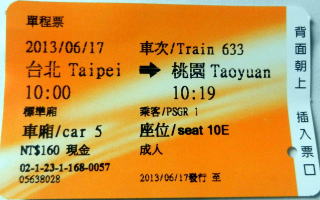 單程票
2013/06/17 車次/Train 633
台北 Taipei ➡ 桃園 Taoyuan
10:00 10:19
標準廂 乘客/PSGR 1
車廂/car 5 座位/seat 10E
NT$160 現金 成人
02-1-23-1-168-0057
05638028 2013/06/17發行 至
背面朝上 插入票口